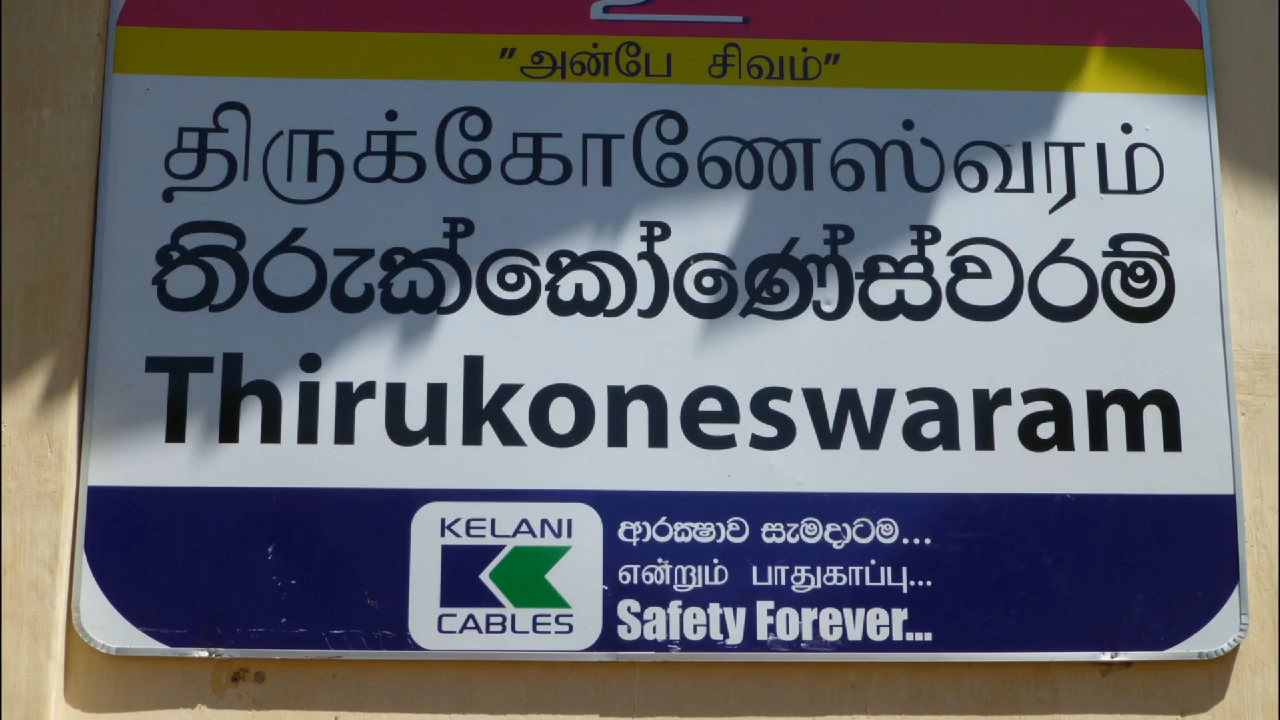 "அன்பே சிவம்"
திருக்கோணேஸ்வரம்
තිරුක්කෝණේස්වරම්
Thirukoneswaram
KELANI
CABLES
ආරක්ෂාව සැමදාටම...
என்றும் பாதுகாப்பு...
Safety Forever...